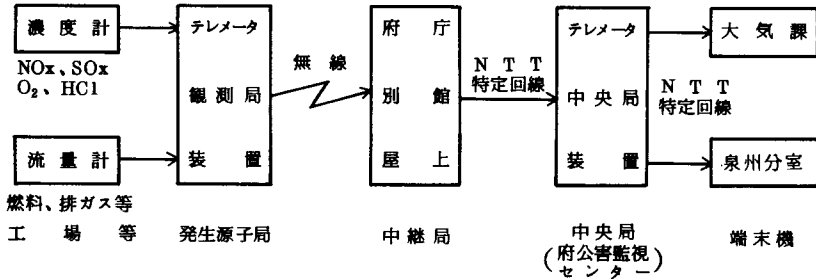 濃度計
NOx、SOx
O₂、HCl
流量計
燃料、排ガス等
工場等
テレメータ
観測局
装置
発生源子局
無線
府庁
別館
屋上
中継局
NTT
特定回線
テレメータ
中央局
装置
中央局
(府公害監視
センター)
NTT
特定回線
大気課
泉州分室
端末機